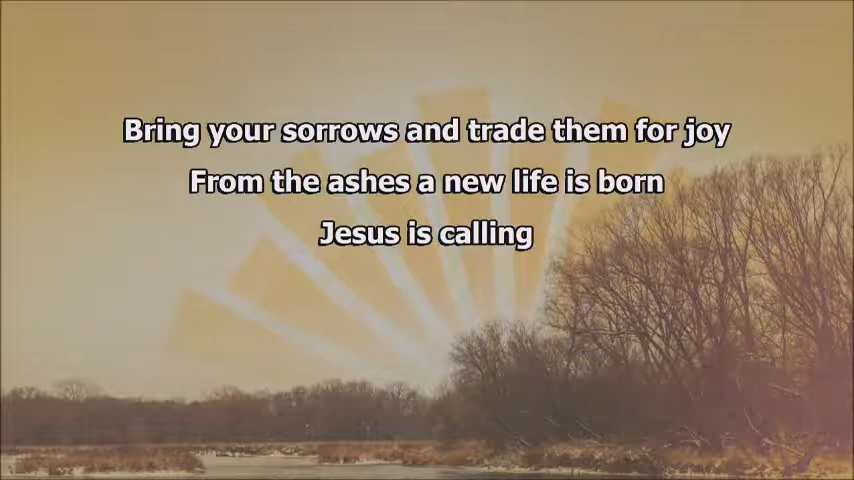 Bring your sorrows and trade them for joy
From the ashes a new life is born
Jesus is calling